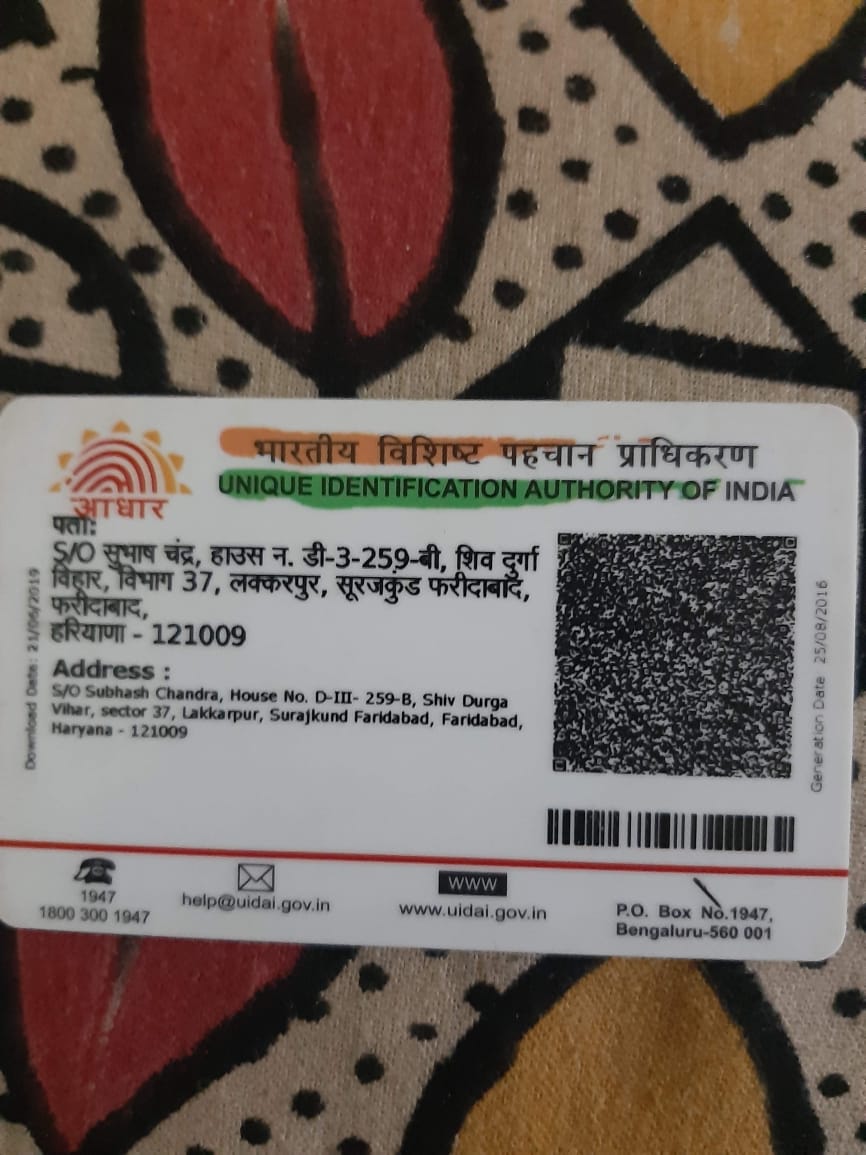 भारतीय विशिष्ट पहचान प्राधिकरण
UNIQUE IDENTIFICATION AUTHORITY OF INDIA
आधार
पता:
S/O सुभाष चंद्र, हाउस न. डी-3-259-बी, शिव दुर्गा
विहार, विभाग 37, लक्करपुर, सूरजकुंड फरीदाबाद,
फरीदाबाद,
हरियाणा - 121009
Address :
S/O Subhash Chandra, House No. D-III- 259-B, Shiv Durga
Vihar, sector 37, Lakkarpur, Surajkund Faridabad, Faridabad,
Haryana - 121009
Download Date: 21/06/2019
Generation Date 25/08/2016
1947
1800 300 1947
help@uidai.gov.in
www
www.uidai.gov.in
P.O. Box No.1947,
Bengaluru-560 001